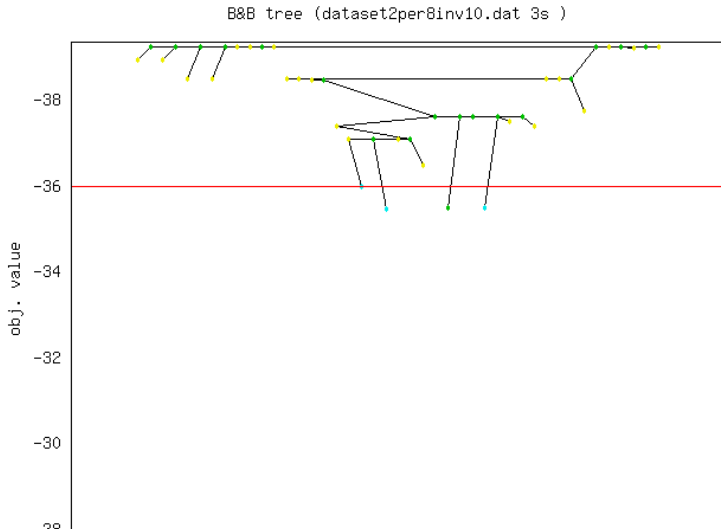 B&B tree (dataset2per8inv10.dat 3s )
-38
-36
-34
obj. value
-32
-30